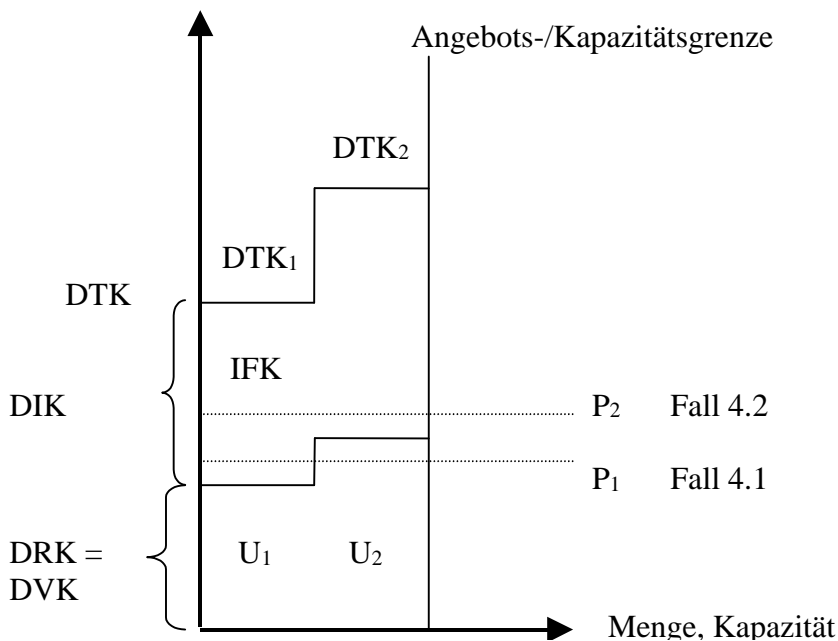 Angebots-/Kapazitätsgrenze
DTK₂
DTK₁
DTK
IFK
DIK
P₂ Fall 4.2
P₁ Fall 4.1
DRK =
DVK
U₁ U₂
Menge, Kapazität